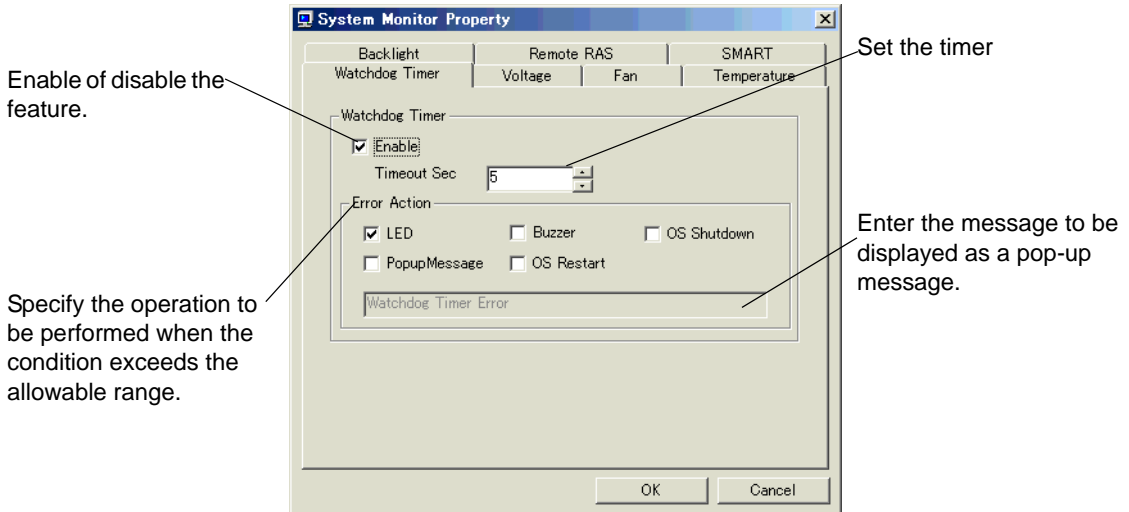 System Monitor Property
Backlight Remote RAS SMART
Watchdog Timer Voltage Fan Temperature
Set the timer
Enable of disable the
feature.
Watchdog Timer
Enable
Timeout Sec 5
Error Action
LED Buzzer OS Shutdown
PopupMessage OS Restart
Watchdog Timer Error
Enter the message to be
displayed as a pop-up
message.
Specify the operation to
be performed when the
condition exceeds the
allowable range.
OK Cancel